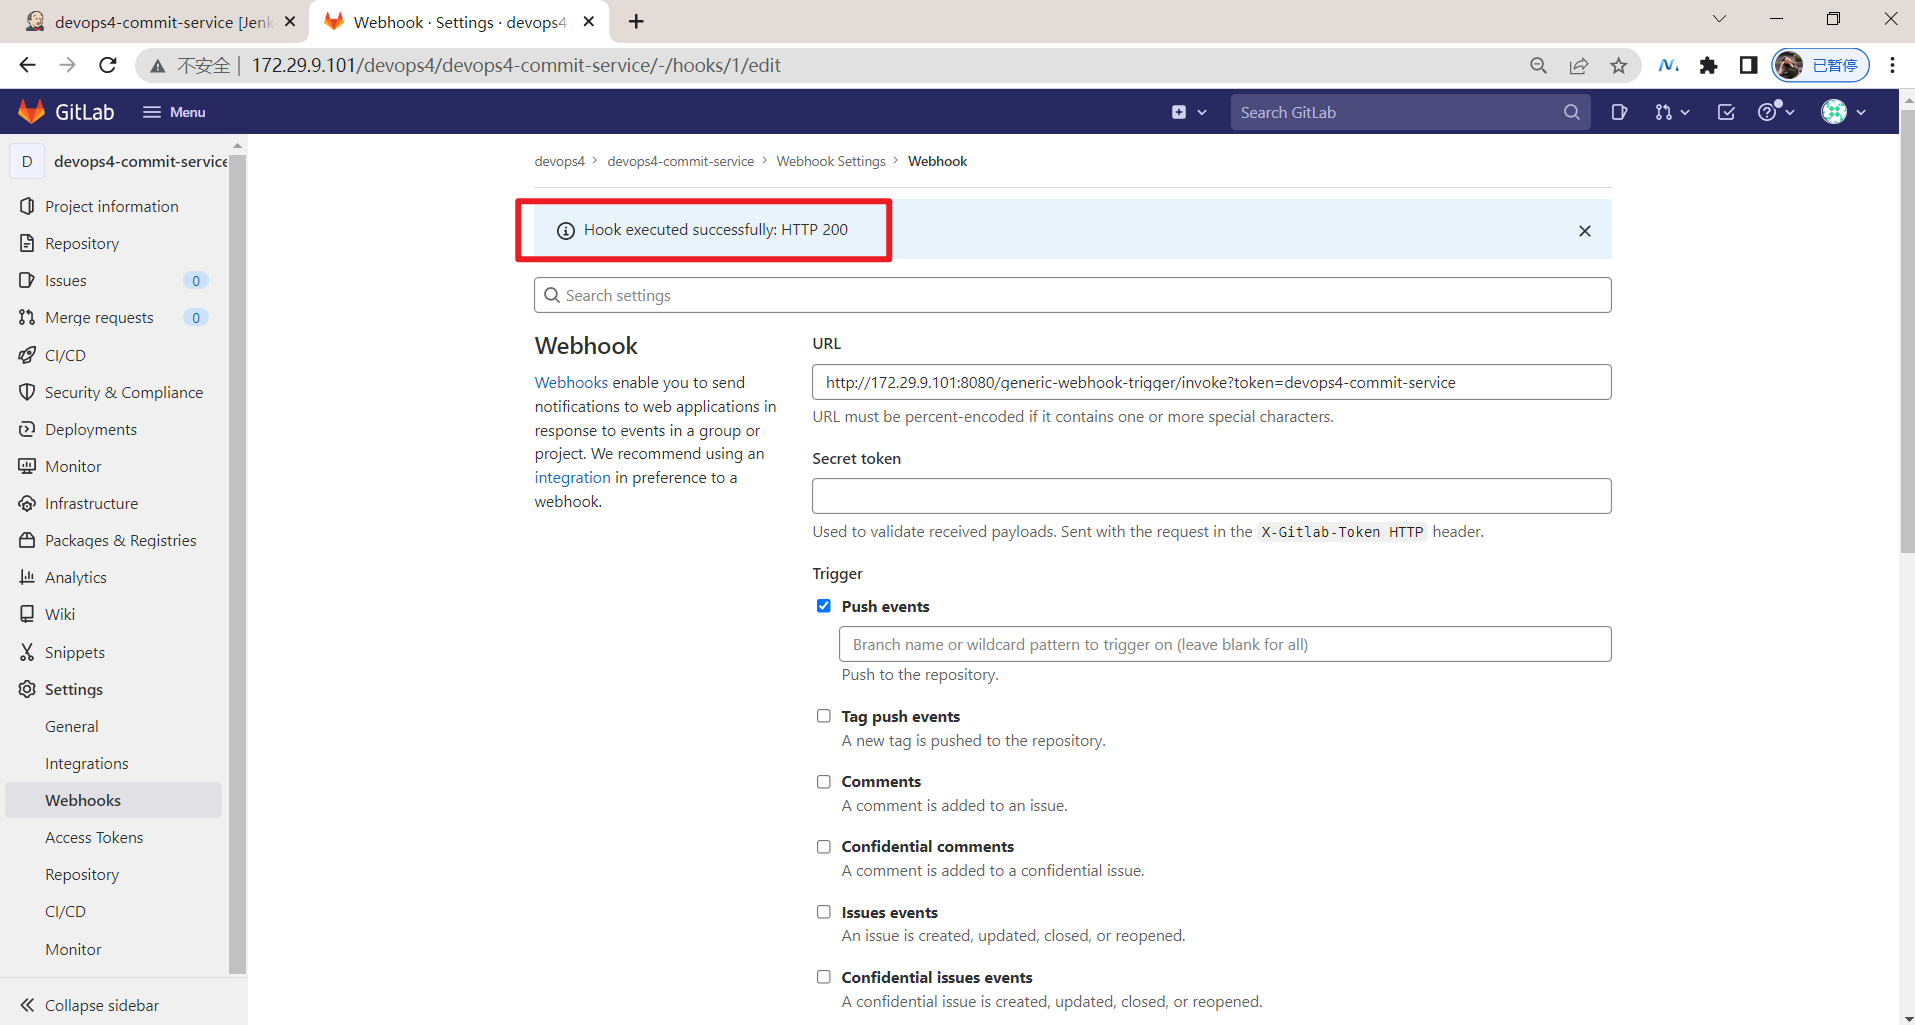 devops4-commit-service [Jenk
Webhook · Settings · devops4
不安全 | 172.29.9.101/devops4/devops4-commit-service/-/hooks/1/edit
已暂停
GitLab
Menu
Search GitLab
D devops4-commit-service
Project information
Repository
Issues 0
Merge requests 0
CI/CD
Security & Compliance
Deployments
Monitor
Infrastructure
Packages & Registries
Analytics
Wiki
Snippets
Settings
General
Integrations
Webhooks
Access Tokens
Repository
CI/CD
Monitor
Collapse sidebar
devops4 > devops4-commit-service > Webhook Settings > Webhook
Hook executed successfully: HTTP 200
Search settings
Webhook
Webhooks enable you to send
notifications to web applications in
response to events in a group or
project. We recommend using an
integration in preference to a
webhook.
URL
http://172.29.9.101:8080/generic-webhook-trigger/invoke?token=devops4-commit-service
URL must be percent-encoded if it contains one or more special characters.
Secret token
Used to validate received payloads. Sent with the request in the X-Gitlab-Token HTTP header.
Trigger
Push events
Branch name or wildcard pattern to trigger on (leave blank for all)
Push to the repository.
Tag push events
A new tag is pushed to the repository.
Comments
A comment is added to an issue.
Confidential comments
A comment is added to a confidential issue.
Issues events
An issue is created, updated, closed, or reopened.
Confidential issues events
A confidential issue is created, updated, closed, or reopened.